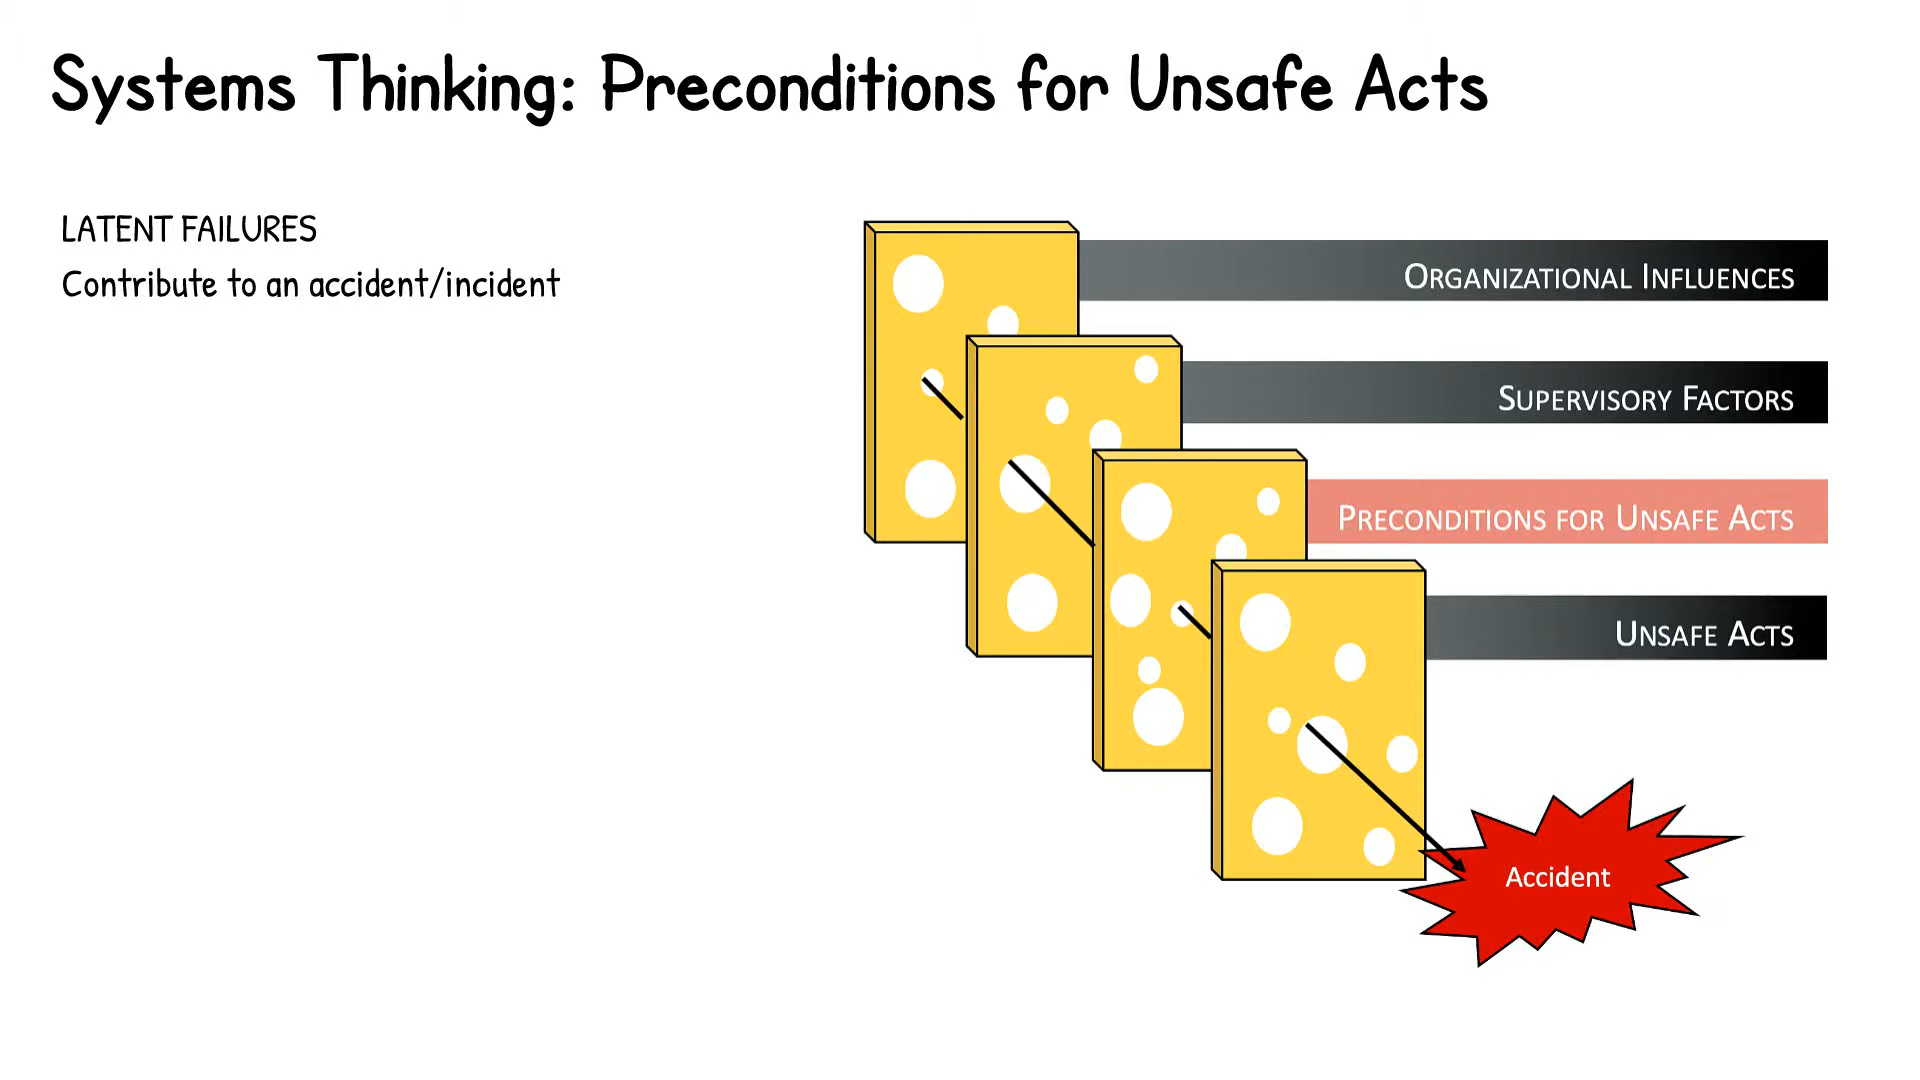 Systems Thinking: Preconditions for Unsafe Acts
LATENT FAILURES
Contribute to an accident/incident
ORGANIZATIONAL INFLUENCES
SUPERVISORY FACTORS
PRECONDITIONS FOR UNSAFE ACTS
UNSAFE ACTS
Accident